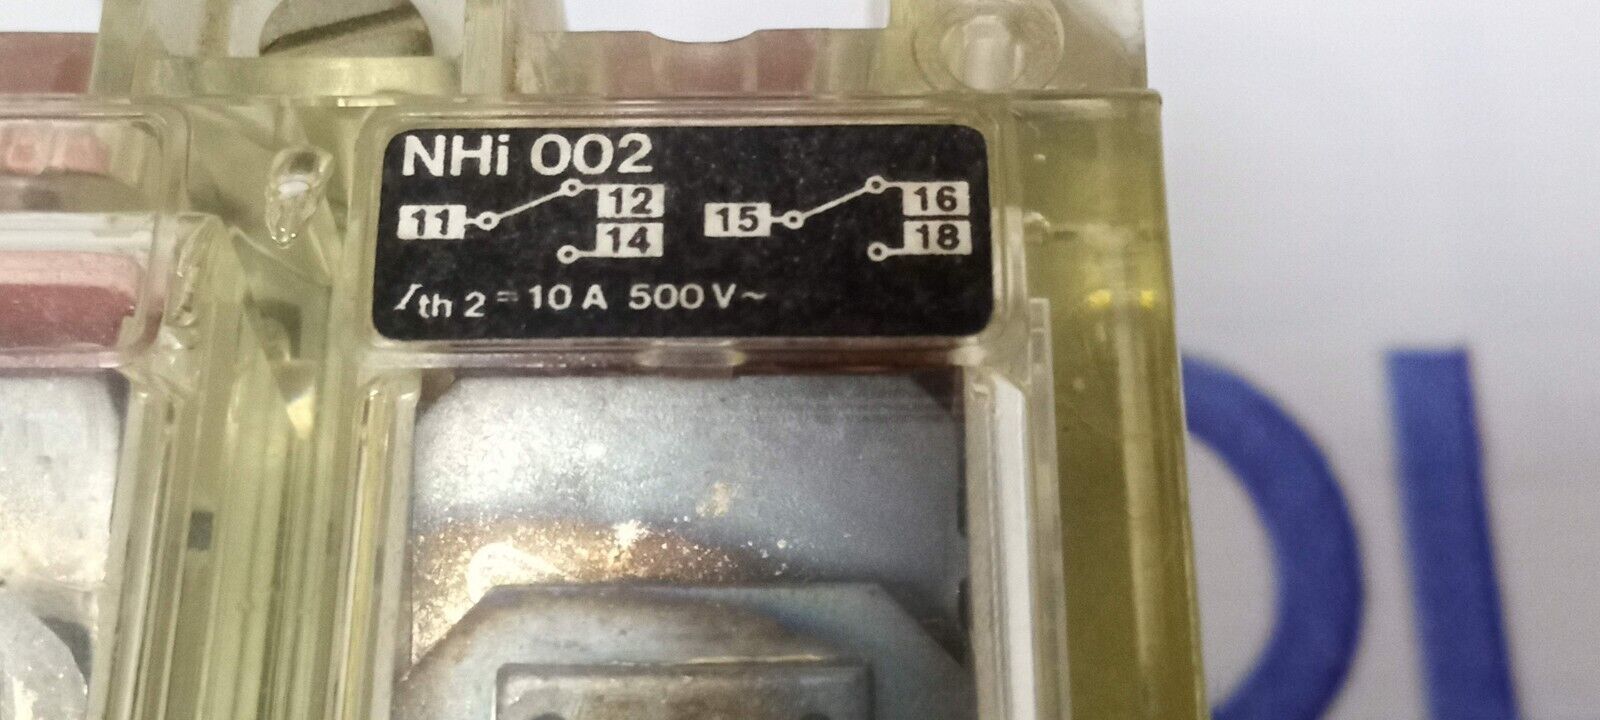 NHi 002
11 12 14 15 16 18
Ith 2 = 10 A 500 V~